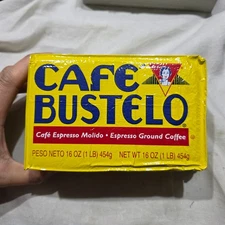 CAFÉ
BUSTELO®
Café Espresso Molido • Espresso Ground Coffee
PESO NETO 16 OZ (1 LB) 454g NET WT 16 OZ (1 LB) 454g